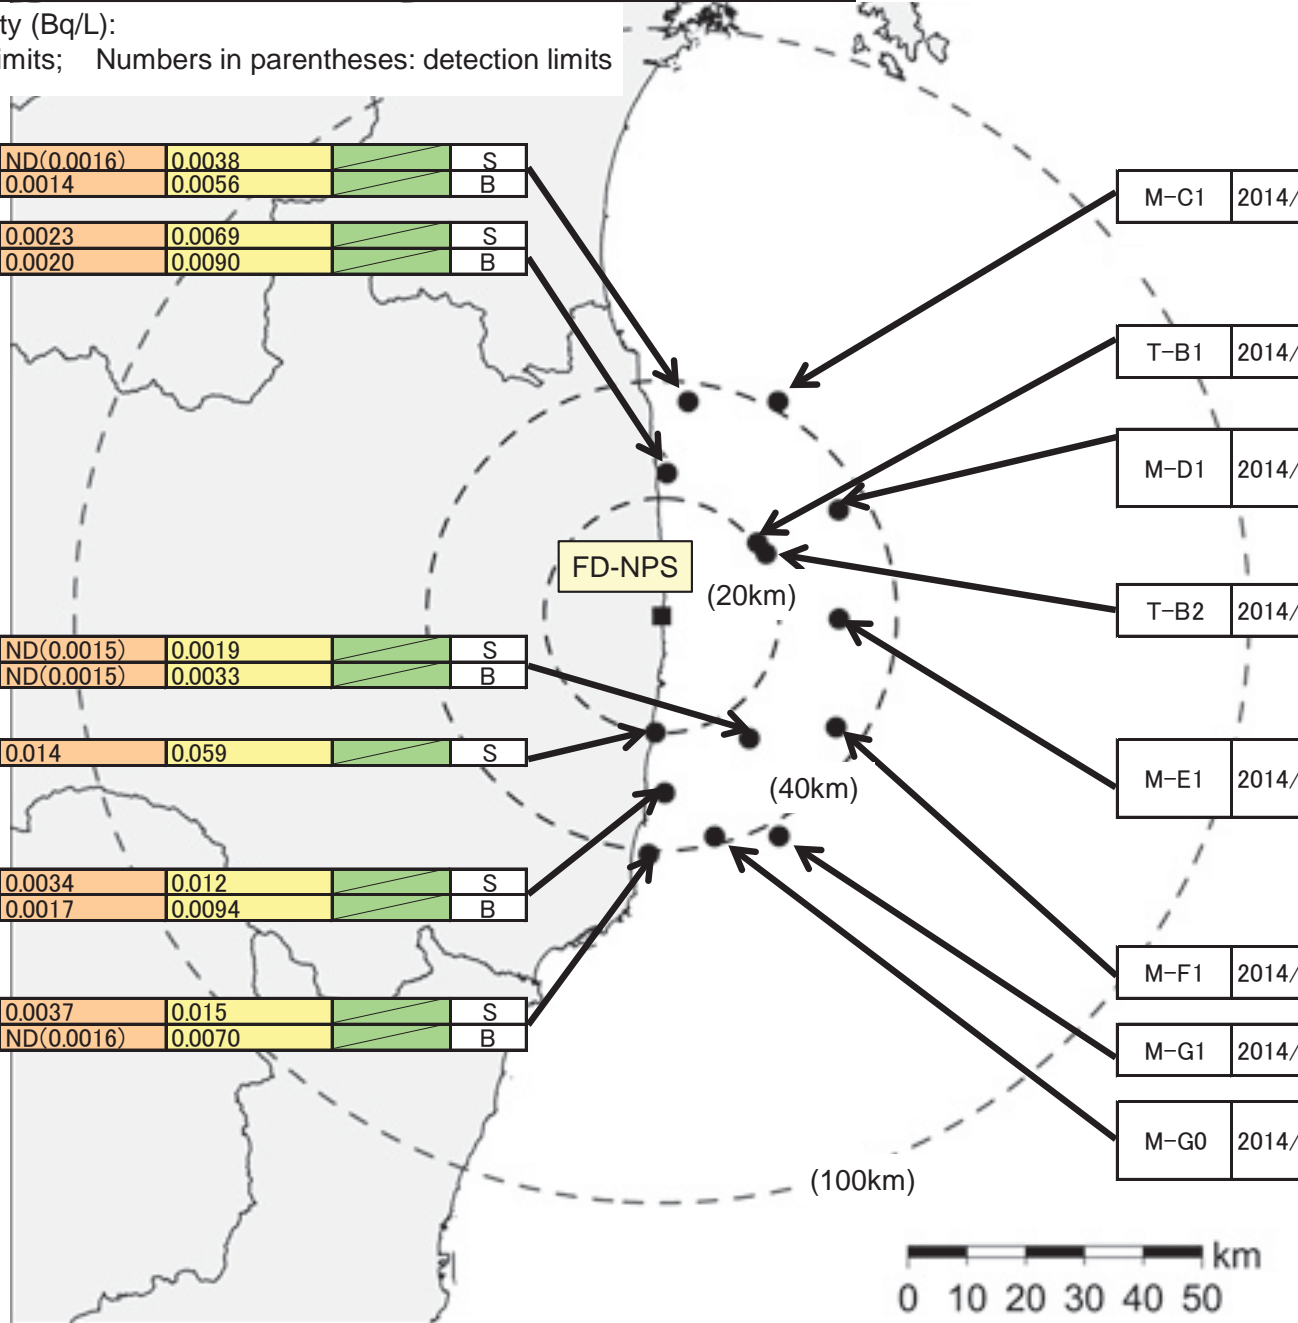 ty (Bq/L):
imits; Numbers in parentheses: detection limits
ND(0.0016) 0.0038 S
0.0014 0.0056 B
0.0023 0.0069 S
0.0020 0.0090 B
M-C1 2014/
T-B1 2014/
M-D1 2014/
FD-NPS
(20km)
T-B2 2014/
ND(0.0015) 0.0019 S
ND(0.0015) 0.0033 B
0.014 0.059 S
(40km)
M-E1 2014/
0.0034 0.012 S
0.0017 0.0094 B
M-F1 2014/
0.0037 0.015 S
ND(0.0016) 0.0070 B
M-G1 2014/
M-G0 2014/
(100km)
km
0 10 20 30 40 50